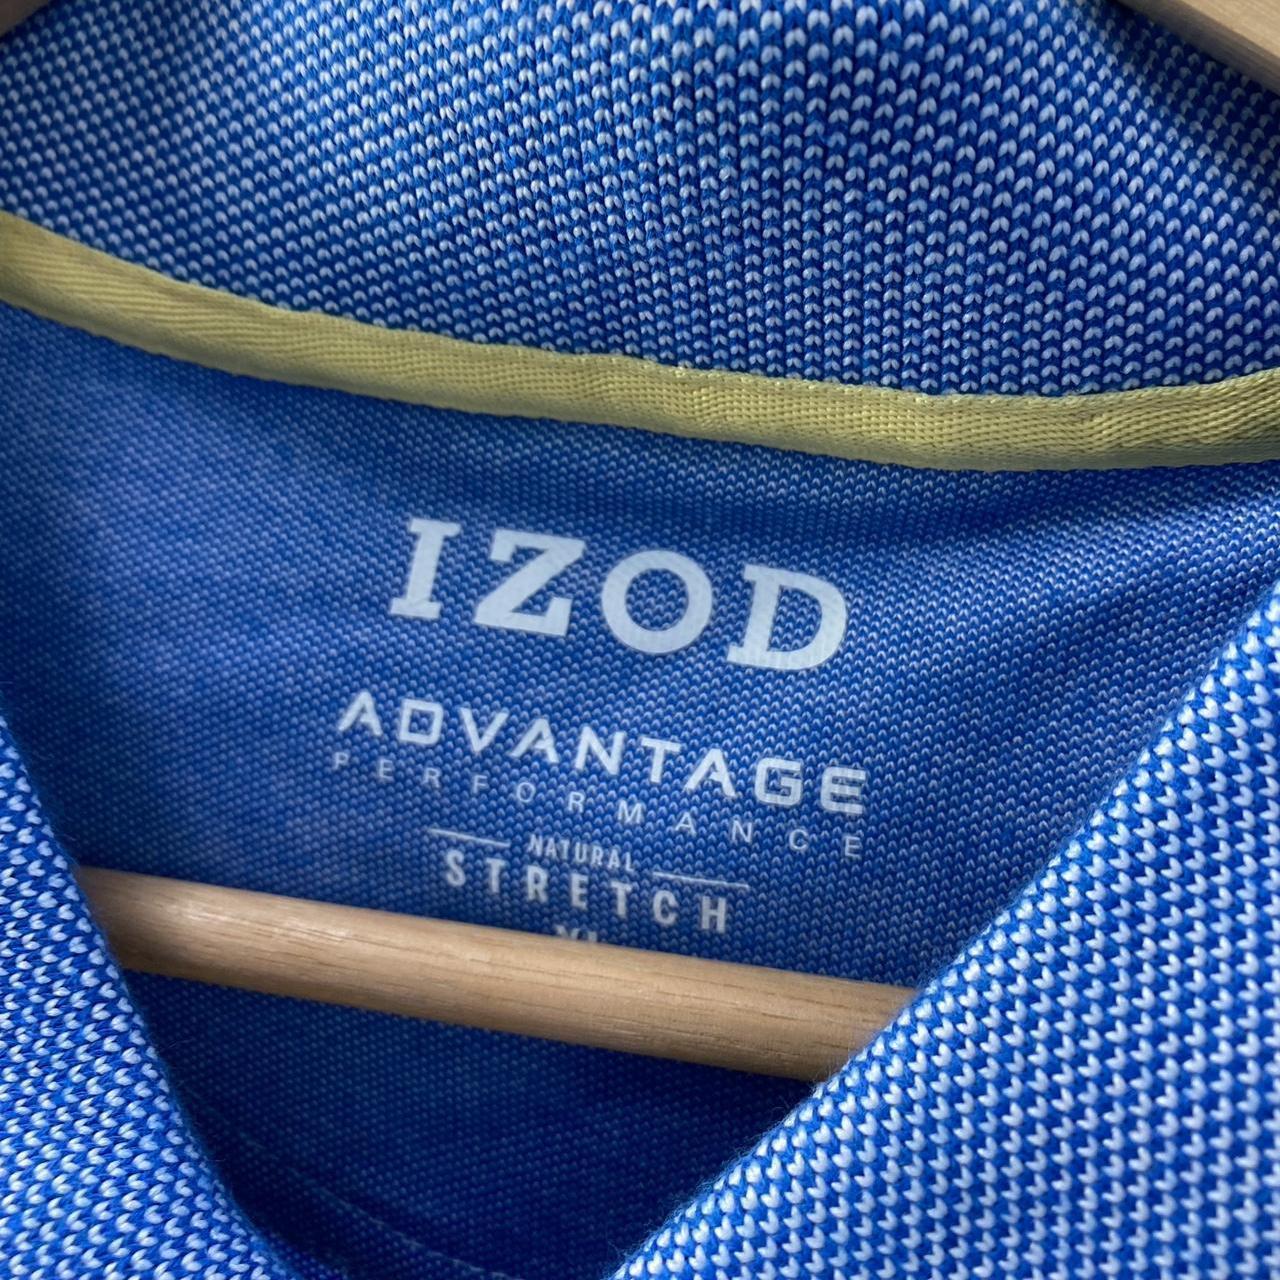 IZOD
ADVANTAGE
PERFORMANCE
NATURAL
STRETCH